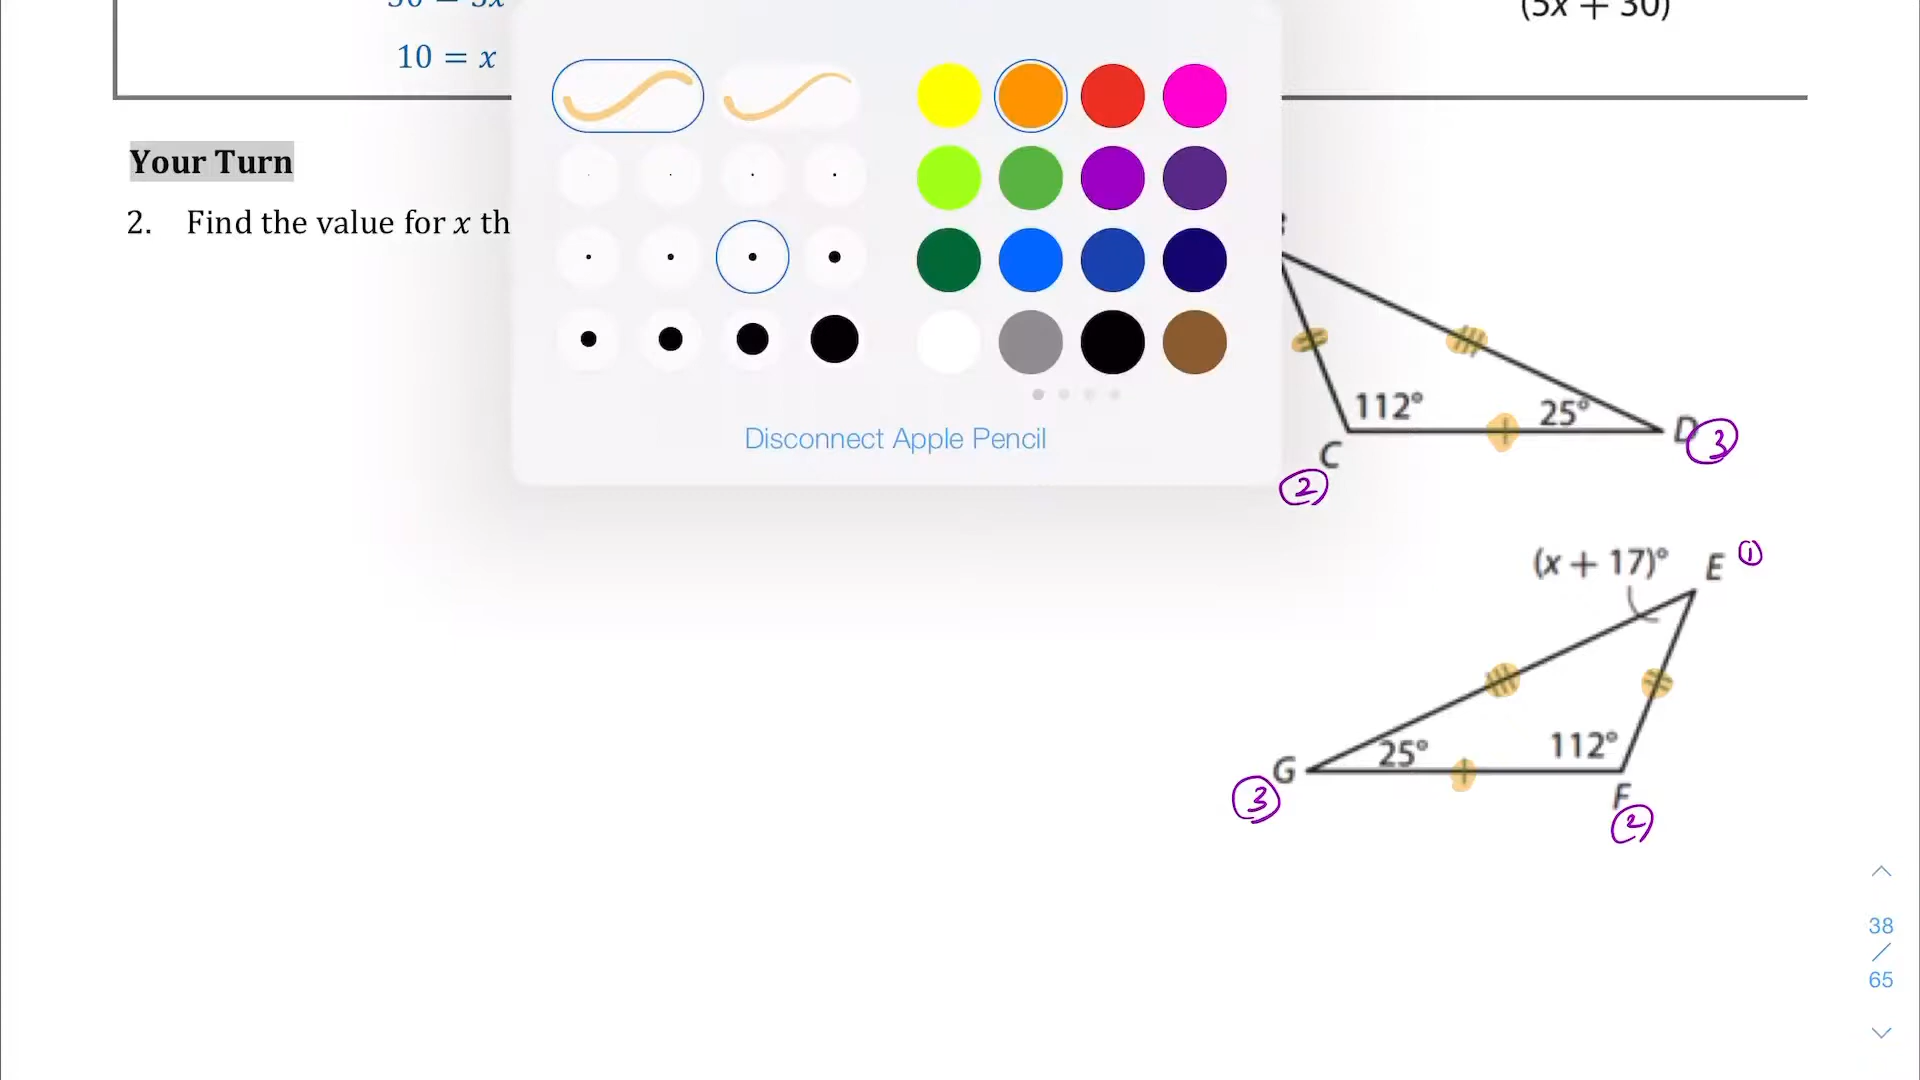 10 = x
(5x + 30)
Your Turn
2. Find the value for x th
112°
25°
D
③
C
②
(x + 17)°
E
①
G
25°
112°
③
F
②
Disconnect Apple Pencil
38
/
65